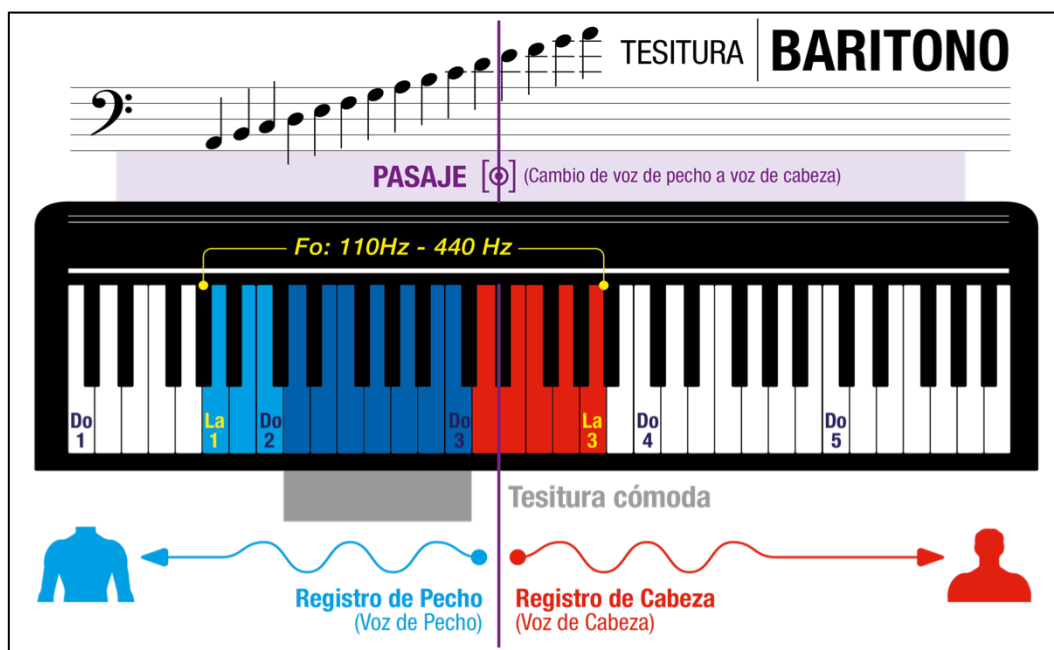 TESITURA BARITONO
PASAJE [⦿] (Cambio de voz de pecho a voz de cabeza)
Fo: 110Hz - 440 Hz
Do 1
La 1
Do 2
Do 3
La 3
Do 4
Do 5
Tesitura cómoda
Registro de Pecho
(Voz de Pecho)
Registro de Cabeza
(Voz de Cabeza)